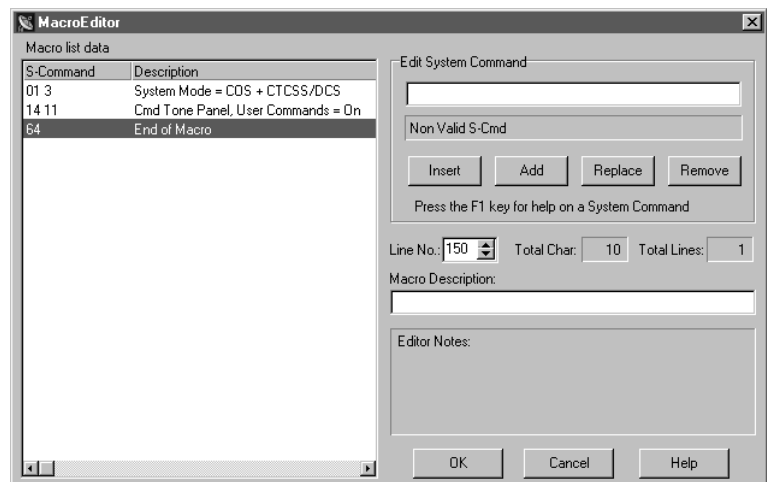 MacroEditor
Macro list data
S-Command Description
01 3 System Mode = COS + CTCSS/DCS
14 11 Cmd Tone Panel, User Commands = On
64 End of Macro
Edit System Command
Non Valid S-Cmd
Insert Add Replace Remove
Press the F1 key for help on a System Command
Line No.: 150 Total Char: 10 Total Lines: 1
Macro Description:
Editor Notes:
OK Cancel Help